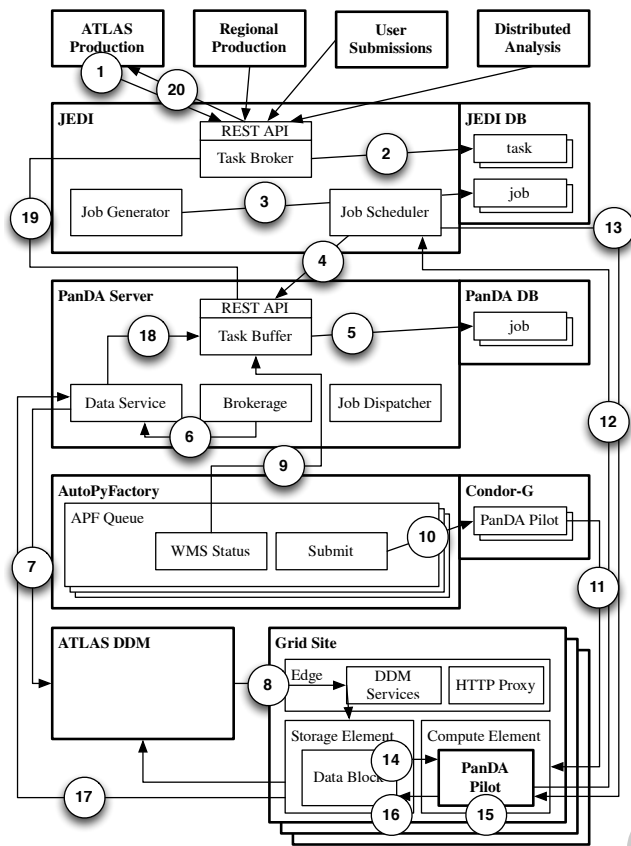 ATLAS
Production
Regional
Production
User
Submissions
Distributed
Analysis
1
20
JEDI
JEDI DB
REST API
Task Broker
2
task
Job Generator
3
Job Scheduler
job
19
13
4
PanDA Server
PanDA DB
REST API
Task Buffer
18
5
job
Data Service
Brokerage
Job Dispatcher
6
12
9
AutoPyFactory
Condor-G
APF Queue
10
PanDA Pilot
WMS Status
Submit
7
11
ATLAS DDM
Grid Site
8
Edge
DDM
Services
HTTP Proxy
Storage Element
Compute Element
14
Data Block
PanDA
Pilot
17
16
15